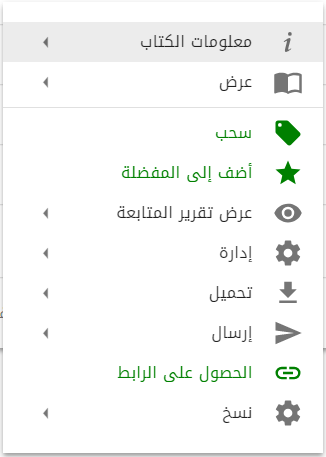 معلومات الكتاب
عرض
سحب
أضف إلى المفضلة
عرض تقرير المتابعة
إدارة
تحميل
إرسال
الحصول على الرابط
نسخ